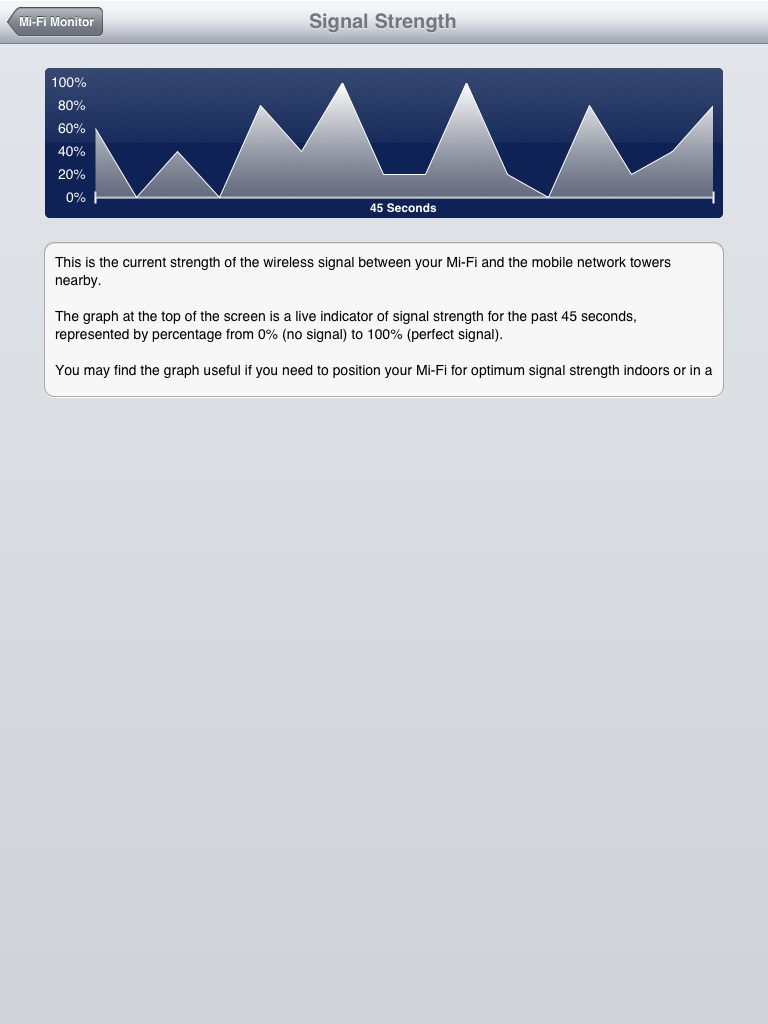 Mi-Fi Monitor
Signal Strength
100%
80%
60%
40%
20%
0%
45 Seconds
This is the current strength of the wireless signal between your Mi-Fi and the mobile network towers
nearby.
The graph at the top of the screen is a live indicator of signal strength for the past 45 seconds,
represented by percentage from 0% (no signal) to 100% (perfect signal).
You may find the graph useful if you need to position your Mi-Fi for optimum signal strength indoors or in a